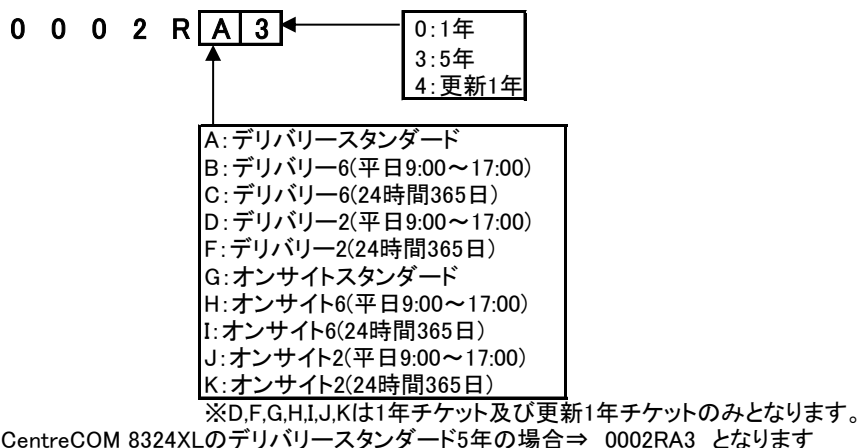 0 0 0 2 R A 3
0:1年
3:5年
4:更新1年
A:デリバリースタンダード
B:デリバリー6(平日9:00～17:00)
C:デリバリー6(24時間365日)
D:デリバリー2(平日9:00～17:00)
F:デリバリー2(24時間365日)
G:オンサイトスタンダード
H:オンサイト6(平日9:00～17:00)
I:オンサイト6(24時間365日)
J:オンサイト2(平日9:00～17:00)
K:オンサイト2(24時間365日)
※D,F,G,H,I,J,Kは1年チケット及び更新1年チケットのみとなります。
CentreCOM 8324XLのデリバリースタンダード5年の場合⇒ 0002RA3 となります